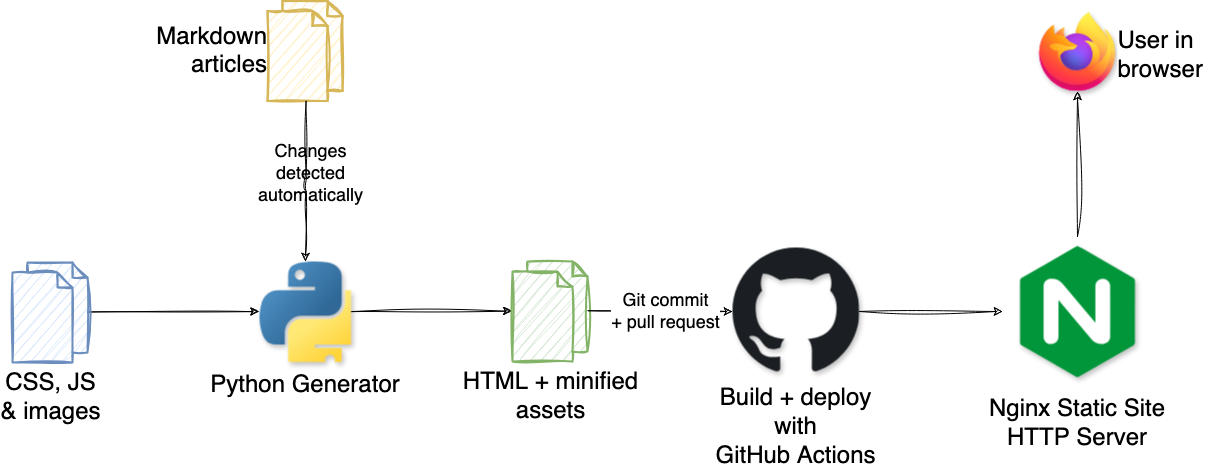 Markdown
articles
User in
browser
Changes
detected
automatically
CSS, JS
& images
Python Generator
HTML + minified
assets
Git commit
+ pull request
Build + deploy
with
GitHub Actions
Nginx Static Site
HTTP Server